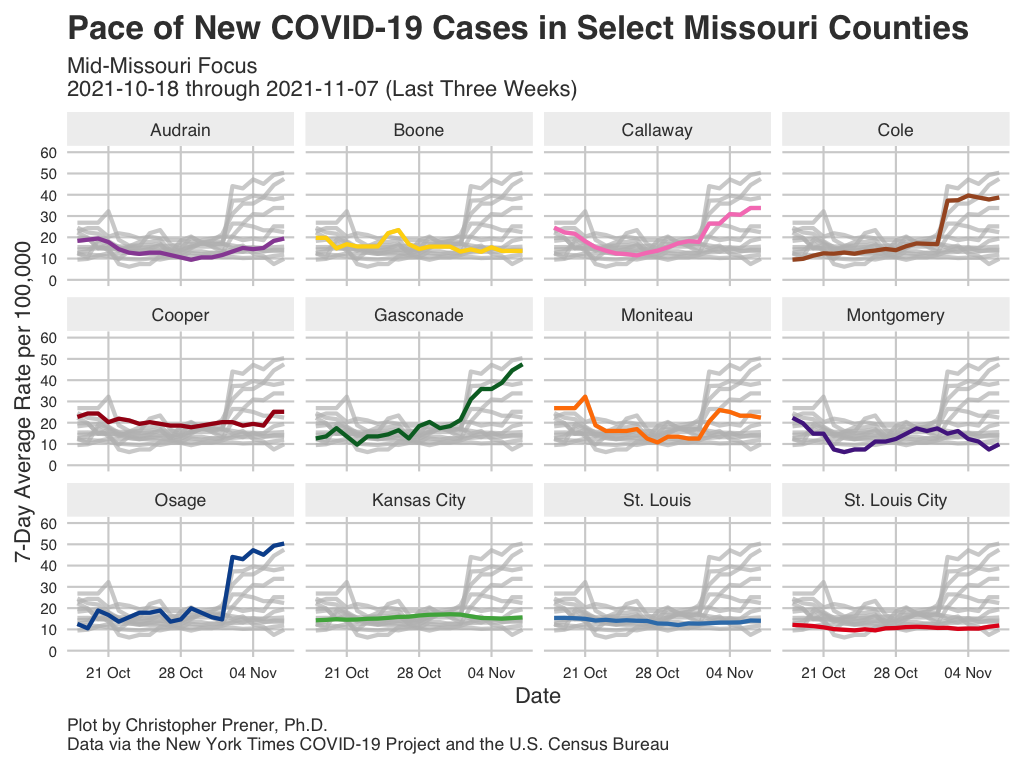 Pace of New COVID-19 Cases in Select Missouri Counties
Mid-Missouri Focus
2021-10-18 through 2021-11-07 (Last Three Weeks)
Audrain
Boone
Callaway
Cole
60
50
40
30
20
10
0
Cooper
Gasconade
Moniteau
Montgomery
60
50
40
30
20
10
0
7-Day Average Rate per 100,000
Osage
Kansas City
St. Louis
St. Louis City
60
50
40
30
20
10
0
21 Oct 28 Oct 04 Nov
21 Oct 28 Oct 04 Nov
21 Oct 28 Oct 04 Nov
21 Oct 28 Oct 04 Nov
Date
Plot by Christopher Prener, Ph.D.
Data via the New York Times COVID-19 Project and the U.S. Census Bureau